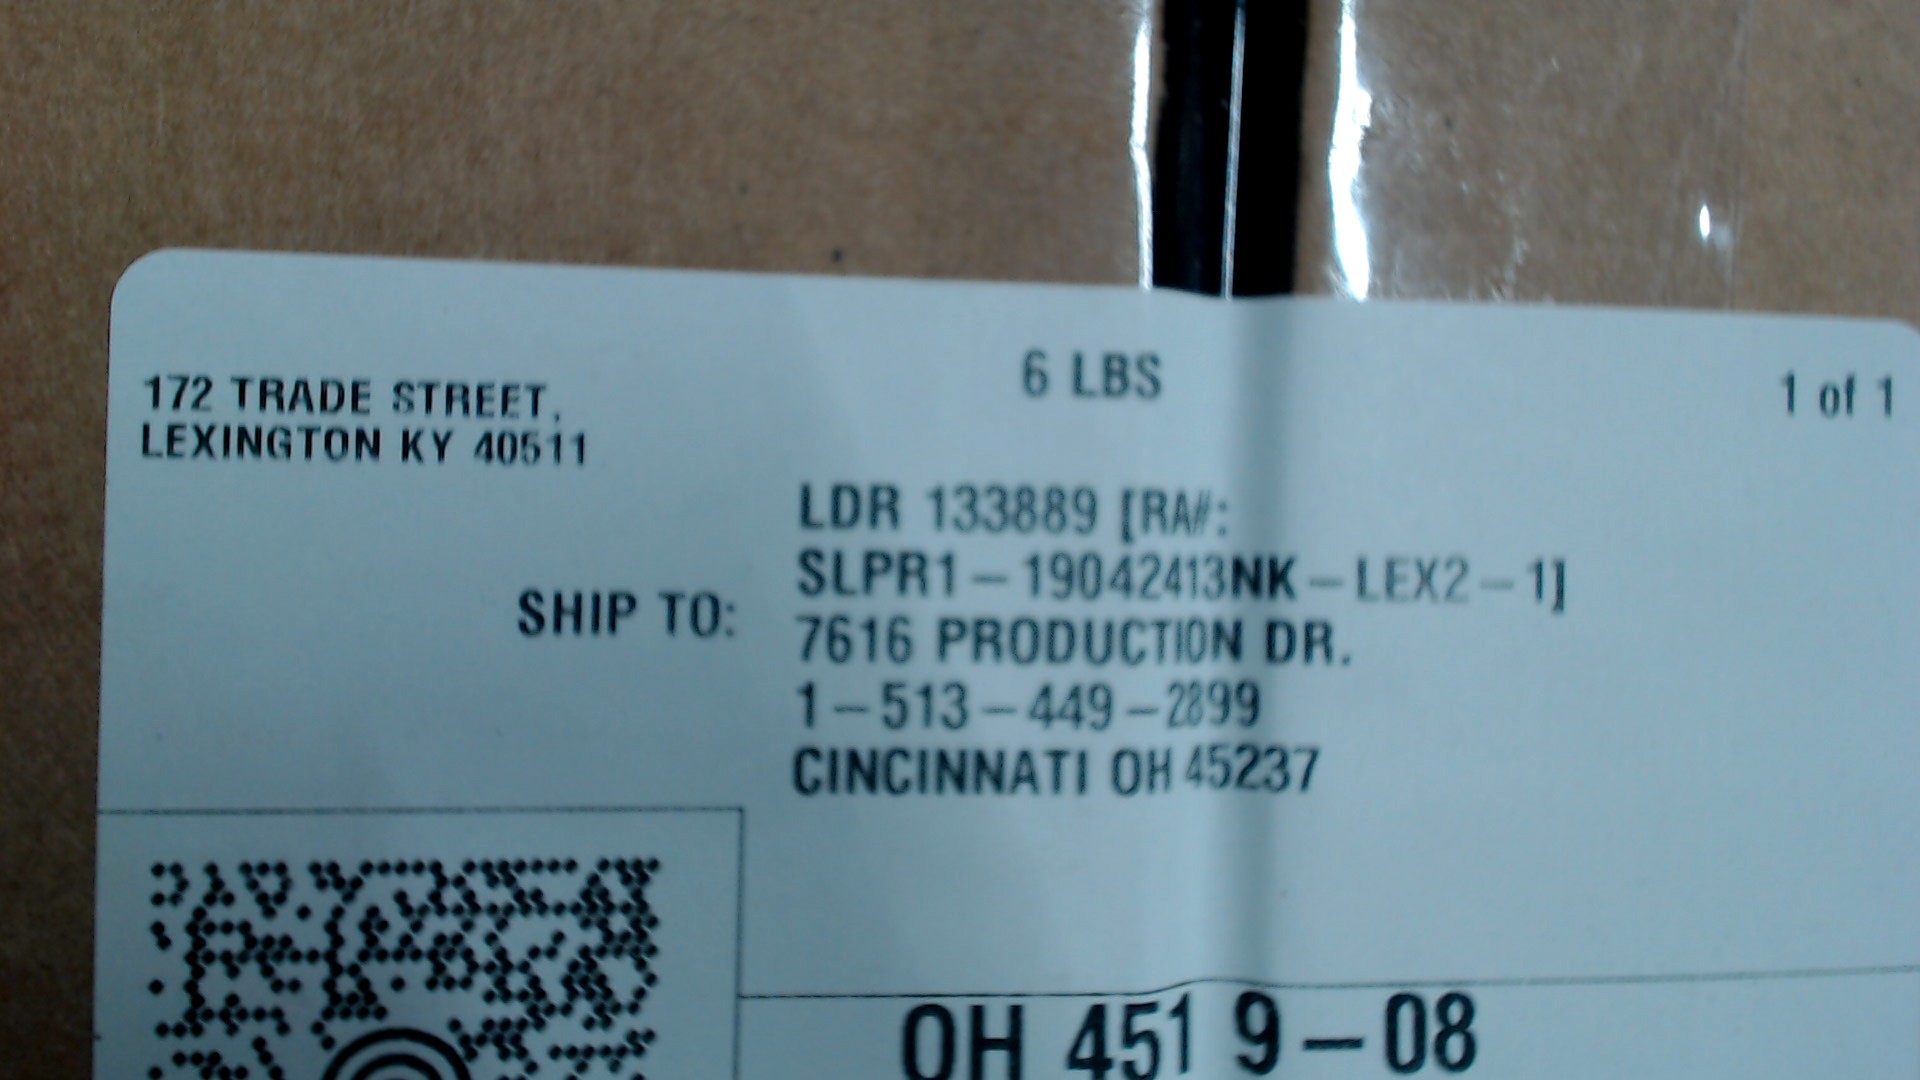 172 TRADE STREET,
LEXINGTON KY 40511
6 LBS
1 of 1
SHIP TO:
LDR 133889 [RA#:
SLPR1-19042413NK-LEX2-1]
7616 PRODUCTION DR.
1-513-449-2899
CINCINNATI OH 45237
OH 451 9-08